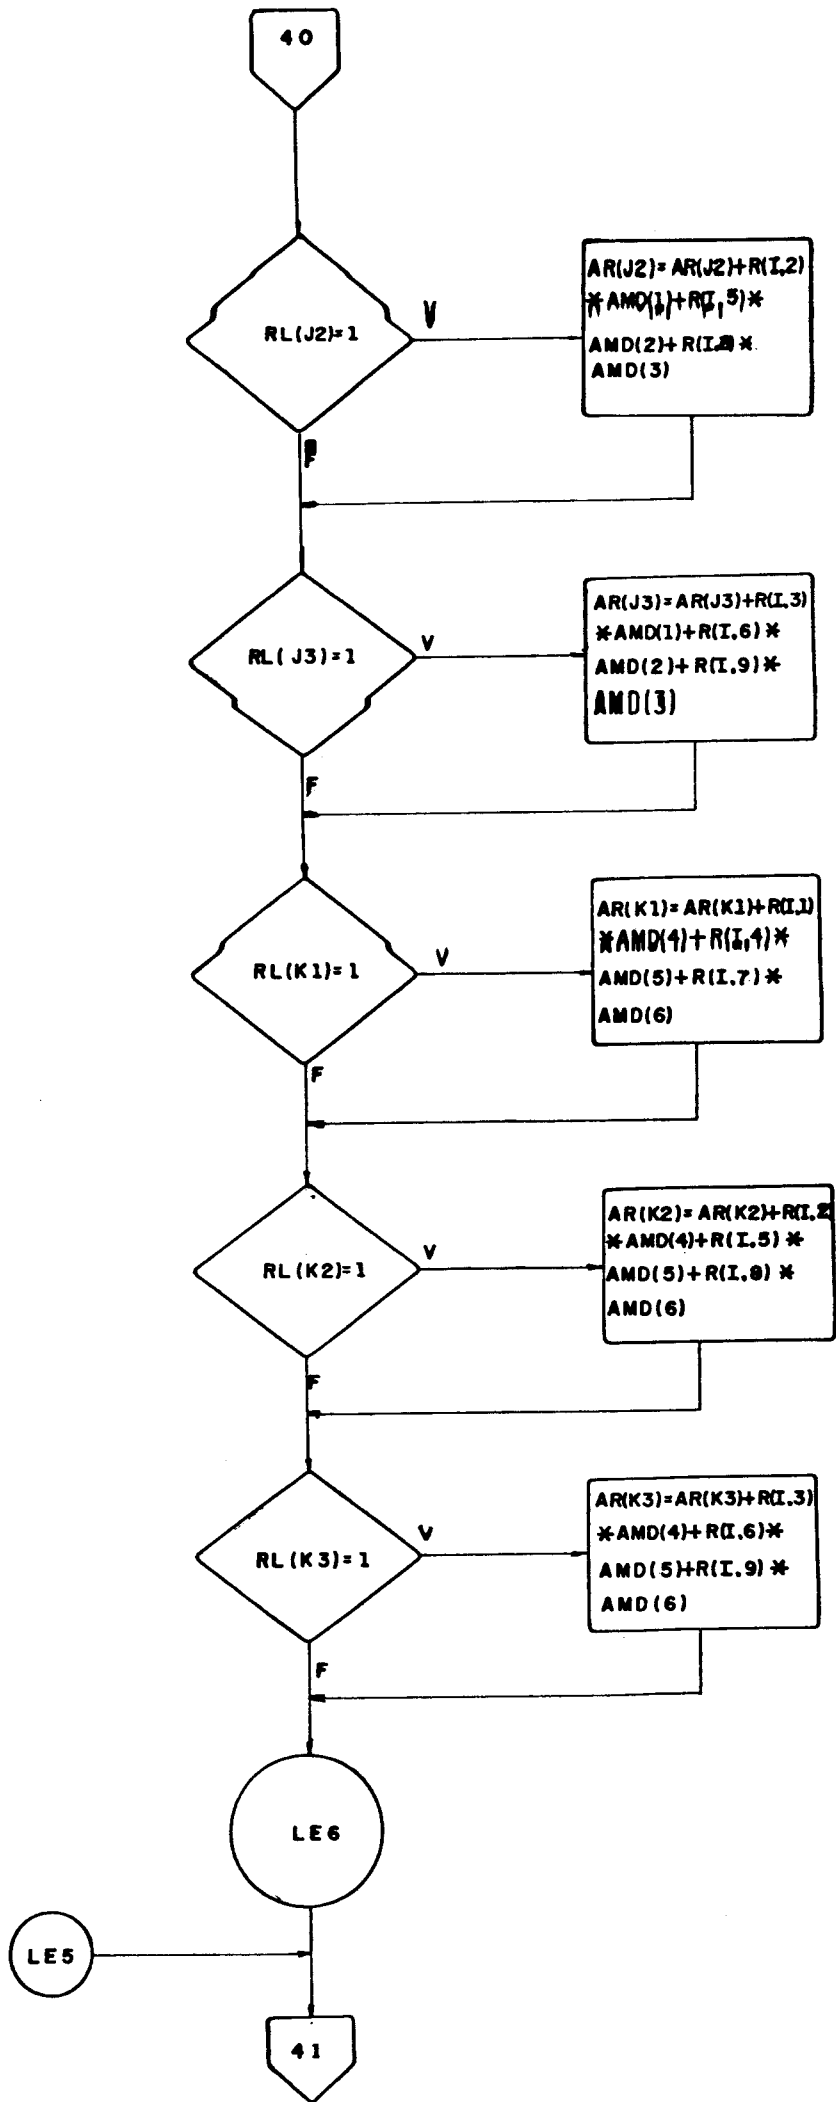 40
RL(J2)=1
V
AR(J2)=AR(J2)+R(I,2)
*AMD(1)+R(I,5)*
AMD(2)+R(I,8)*
AMD(3)
F
RL(J3)=1
V
AR(J3)=AR(J3)+R(I,3)
*AMD(1)+R(I,6)*
AMD(2)+R(I,9)*
AMD(3)
F
RL(K1)=1
V
AR(K1)=AR(K1)+R(I,1)
*AMD(4)+R(I,4)*
AMD(5)+R(I,7)*
AMD(6)
F
RL(K2)=1
V
AR(K2)=AR(K2)+R(I,2)
*AMD(4)+R(I,5)*
AMD(5)+R(I,8)*
AMD(6)
F
RL(K3)=1
V
AR(K3)=AR(K3)+R(I,3)
*AMD(4)+R(I,6)*
AMD(5)+R(I,9)*
AMD(6)
F
LE6
LE5
41